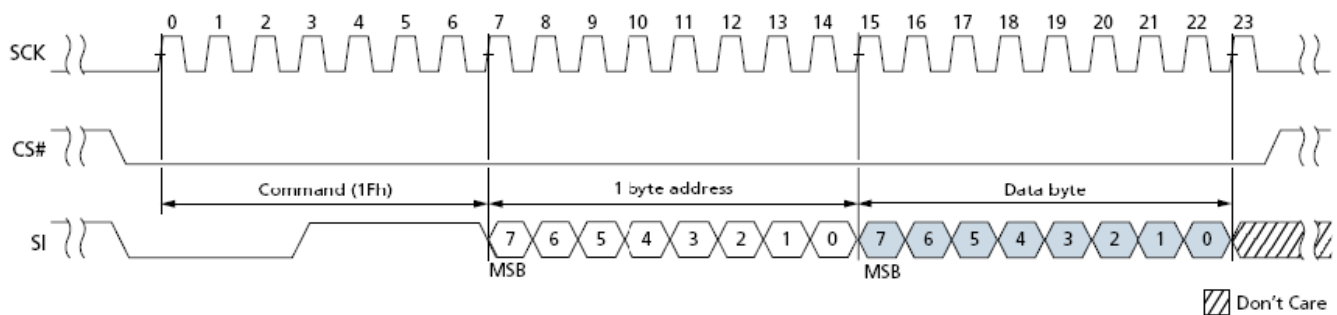 0 1 2 3 4 5 6 7 8 9 10 11 12 13 14 15 16 17 18 19 20 21 22 23
SCK
CS#
Command (1Fh) 1 byte address Data byte
SI 7 6 5 4 3 2 1 0 7 6 5 4 3 2 1 0
MSB MSB
Don't Care